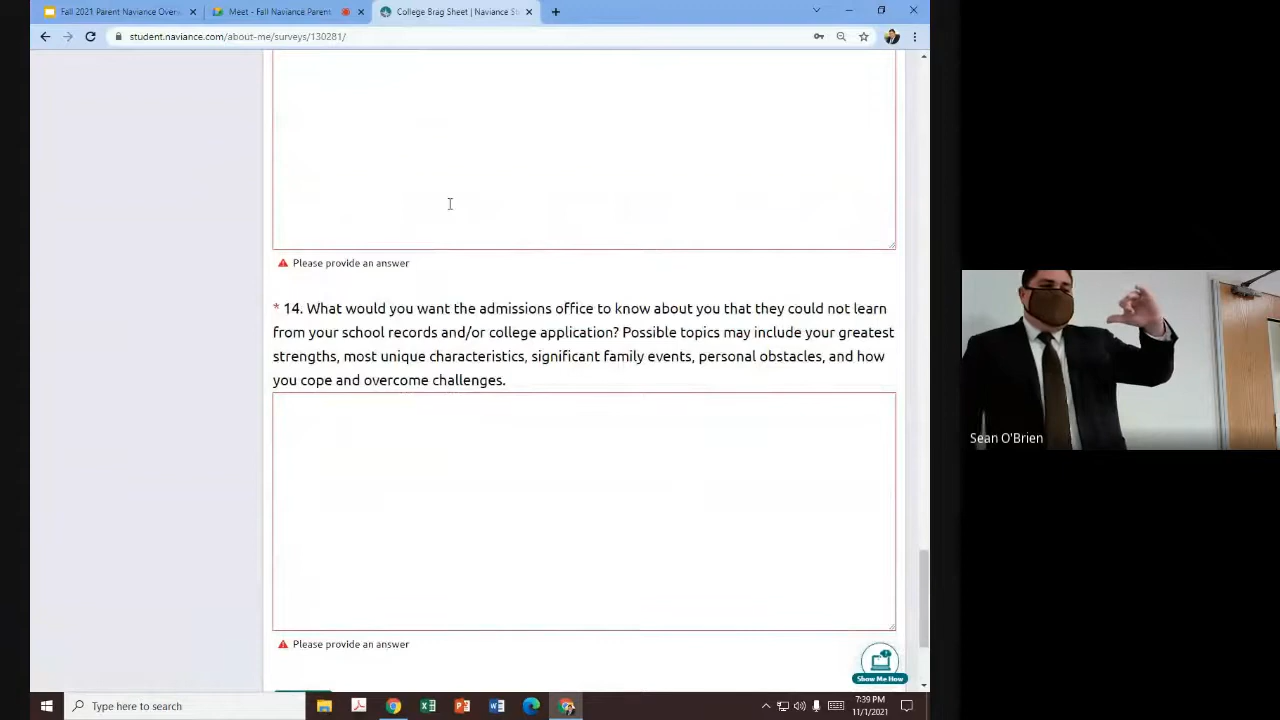 Fall 2021 Parent Naviance Overv
Meet - Fall Naviance Parent
College Brag Sheet | Naviance St
student.naviance.com/about-me/surveys/130281/
Please provide an answer
* 14. What would you want the admissions office to know about you that they could not learn
from your school records and/or college application? Possible topics may include your greatest
strengths, most unique characteristics, significant family events, personal obstacles, and how
you cope and overcome challenges.
Please provide an answer
Show Me How
Sean O'Brien
Type here to search
7:39 PM
11/1/2021